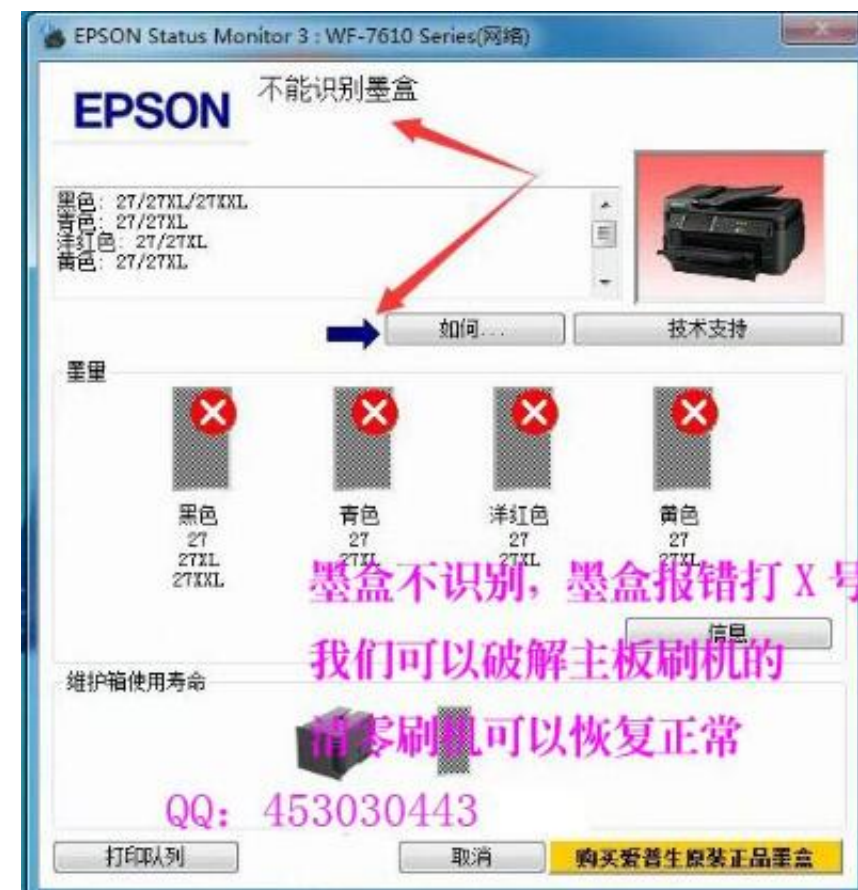 EPSON Status Monitor 3 : WF-7610 Series(网络)
EPSON
不能识别墨盒
黑色: 27/27XL/27XXL
青色: 27/27XL
洋红色: 27/27XL
黄色: 27/27XL
如何...
技术支持
墨量
黑色 青色 洋红色 黄色
27 27 27 27
27XL 27XL 27XL 27XL
27XXL
墨盒不识别，墨盒报错打 X 号
信息
我们可以破解主板刷机的
维护箱使用寿命
清零刷机可以恢复正常
QQ：453030443
打印队列
取消
购买爱普生原装正品墨盒